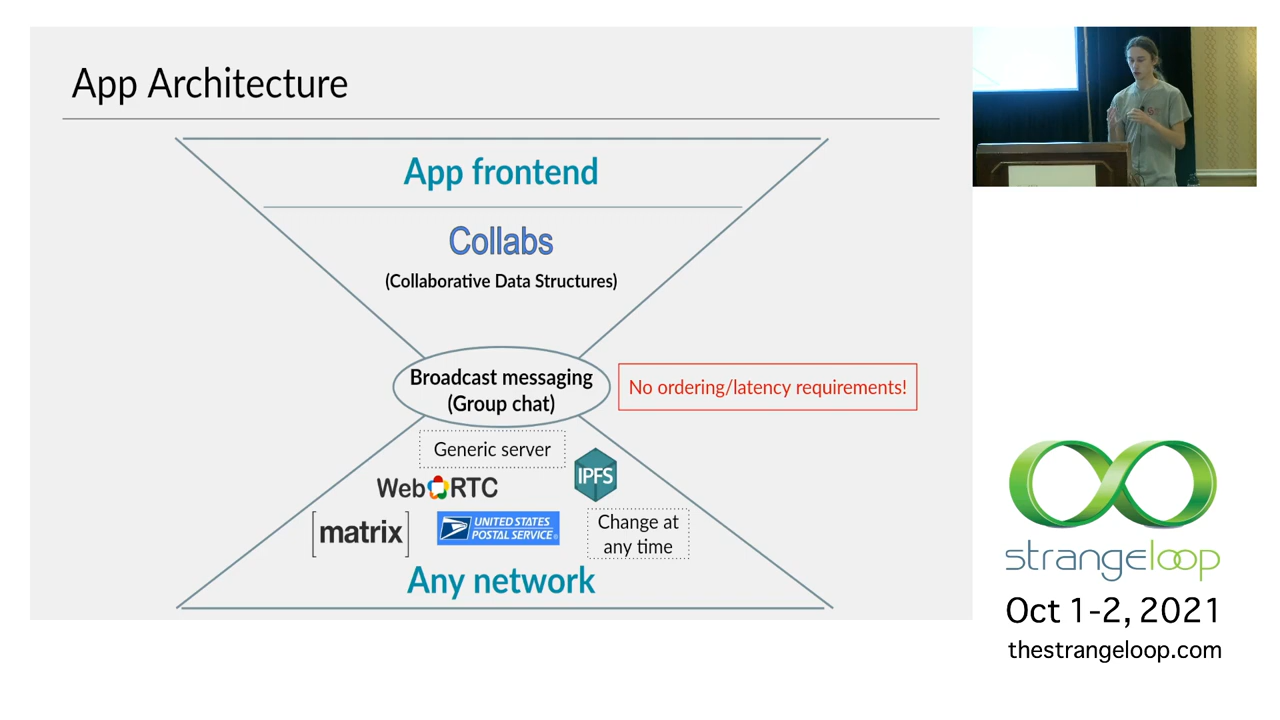 App Architecture
App frontend
Collabs
(Collaborative Data Structures)
Broadcast messaging
(Group chat)
No ordering/latency requirements!
Generic server
WebRTC
IPFS
[matrix]
UNITED STATES
POSTAL SERVICE®
Change at
any time
Any network
strangeloop
Oct 1-2, 2021
thestrangeloop.com